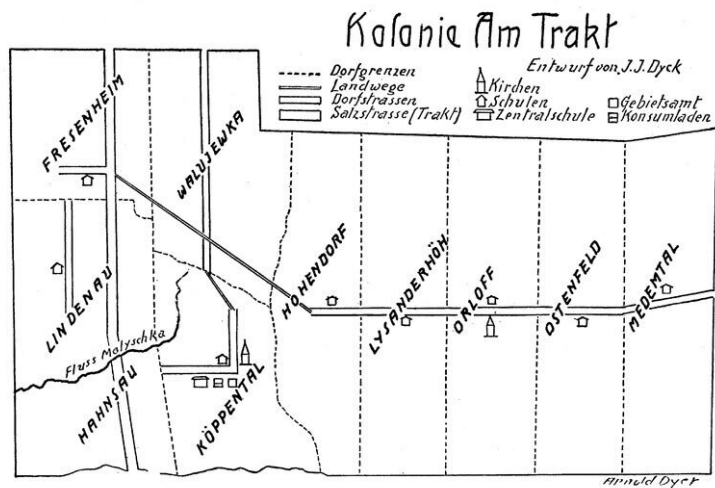 Kolonie Am Trakt
Entwurf von J.J. Dyck
Dorfgrenzen
Landwege
Dorfstrassen
Salzstrasse (Trakt)
Kirchen
Schulen
Zentralschule
Gebietsamt
Konsumladen
FRESENHEIM
WALUJEWKA
LINDENAU
Fluss Malyschka
HAHNSAU
KÖPPENTAL
HOHENDORF
LYSANDERHÖH
ORLOFF
OSTENFELD
MEDEMTAL
Arnold Dyck